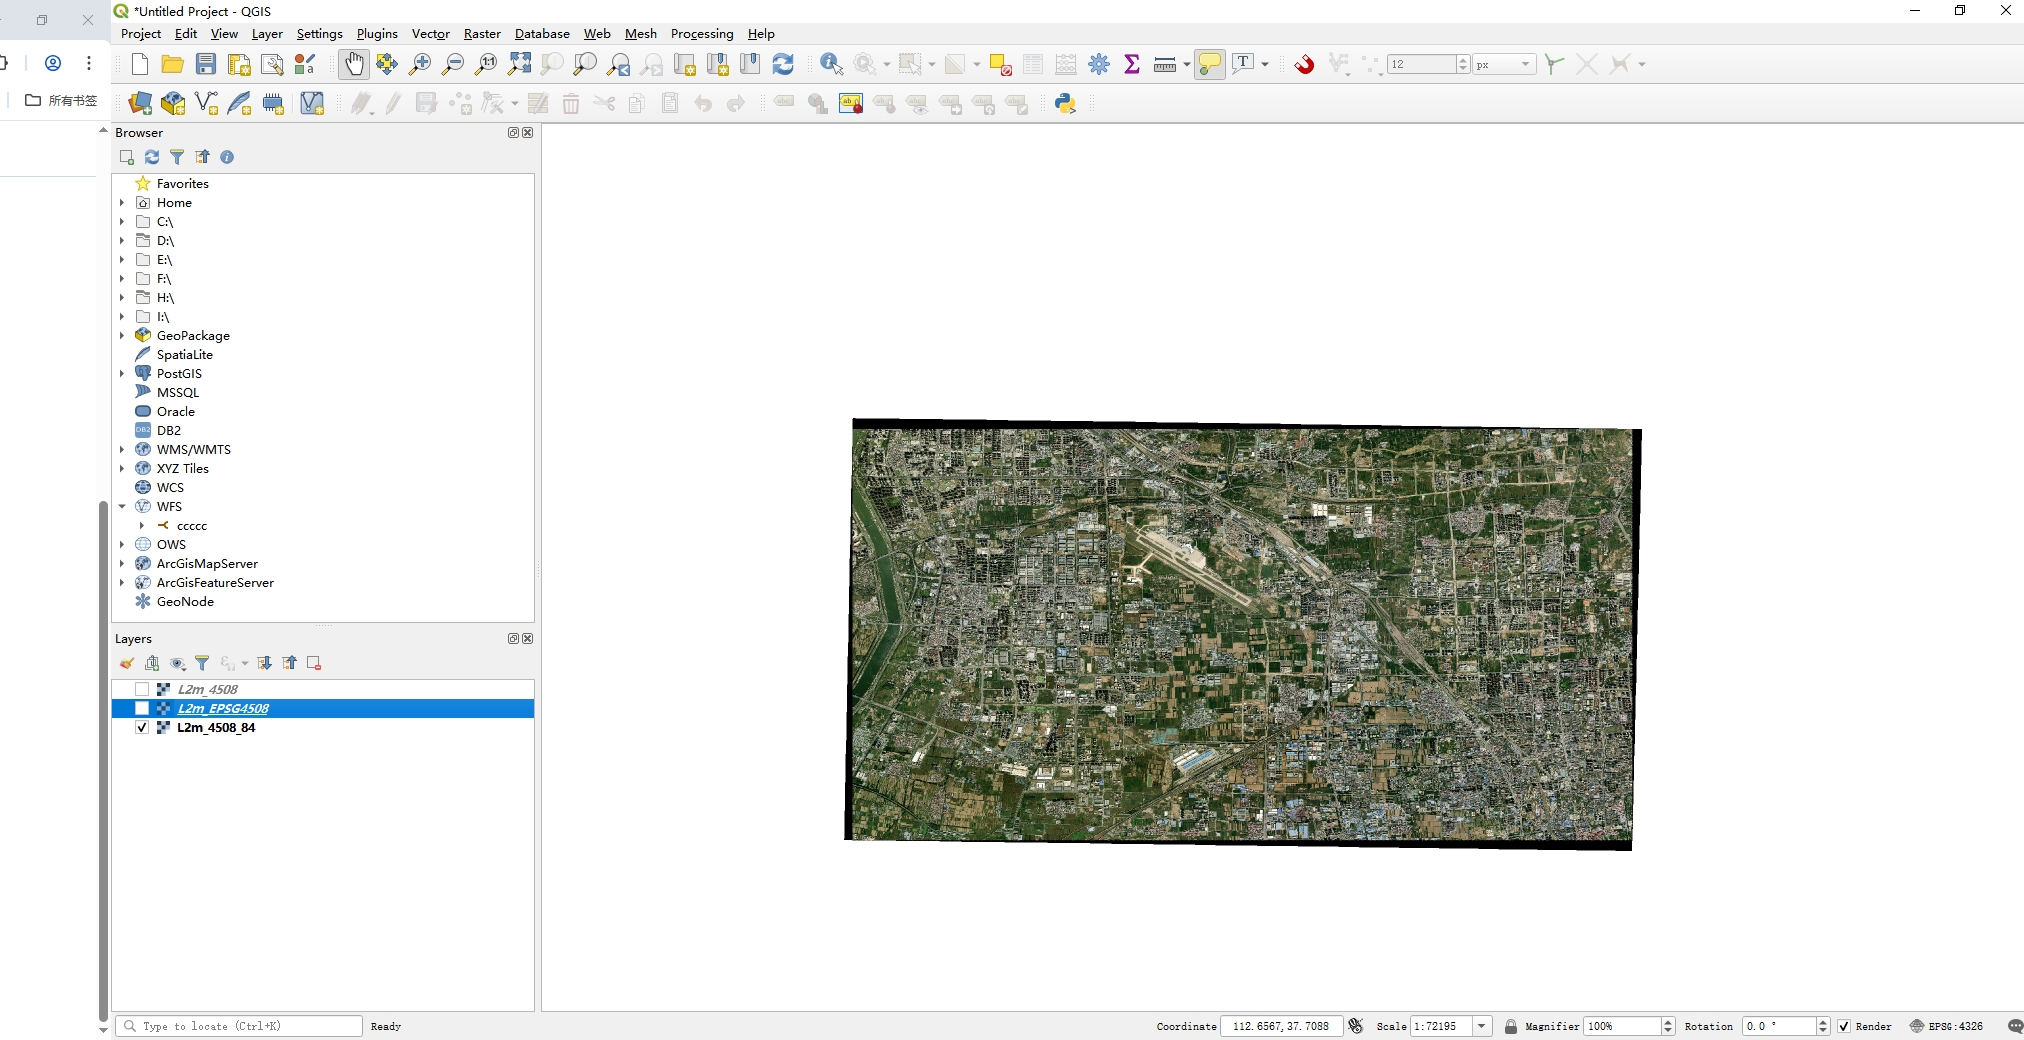 *Untitled Project - QGIS
Project Edit View Layer Settings Plugins Vector Raster Database Web Mesh Processing Help
12 px
所有书签
Browser
Favorites
Home
C:\
D:\
E:\
F:\
H:\
I:\
GeoPackage
SpatiaLite
PostGIS
MSSQL
Oracle
DB2
WMS/WMTS
XYZ Tiles
WCS
WFS
ccccc
OWS
ArcGisMapServer
ArcGisFeatureServer
GeoNode
Layers
L2m_4508
L2m_EPSG4508
L2m_4508_84
Type to locate (Ctrl+K) Ready Coordinate 112.6567,37.7088 Scale 1:72195 Magnifier 100% Rotation 0.0 ° Render EPSG:4326